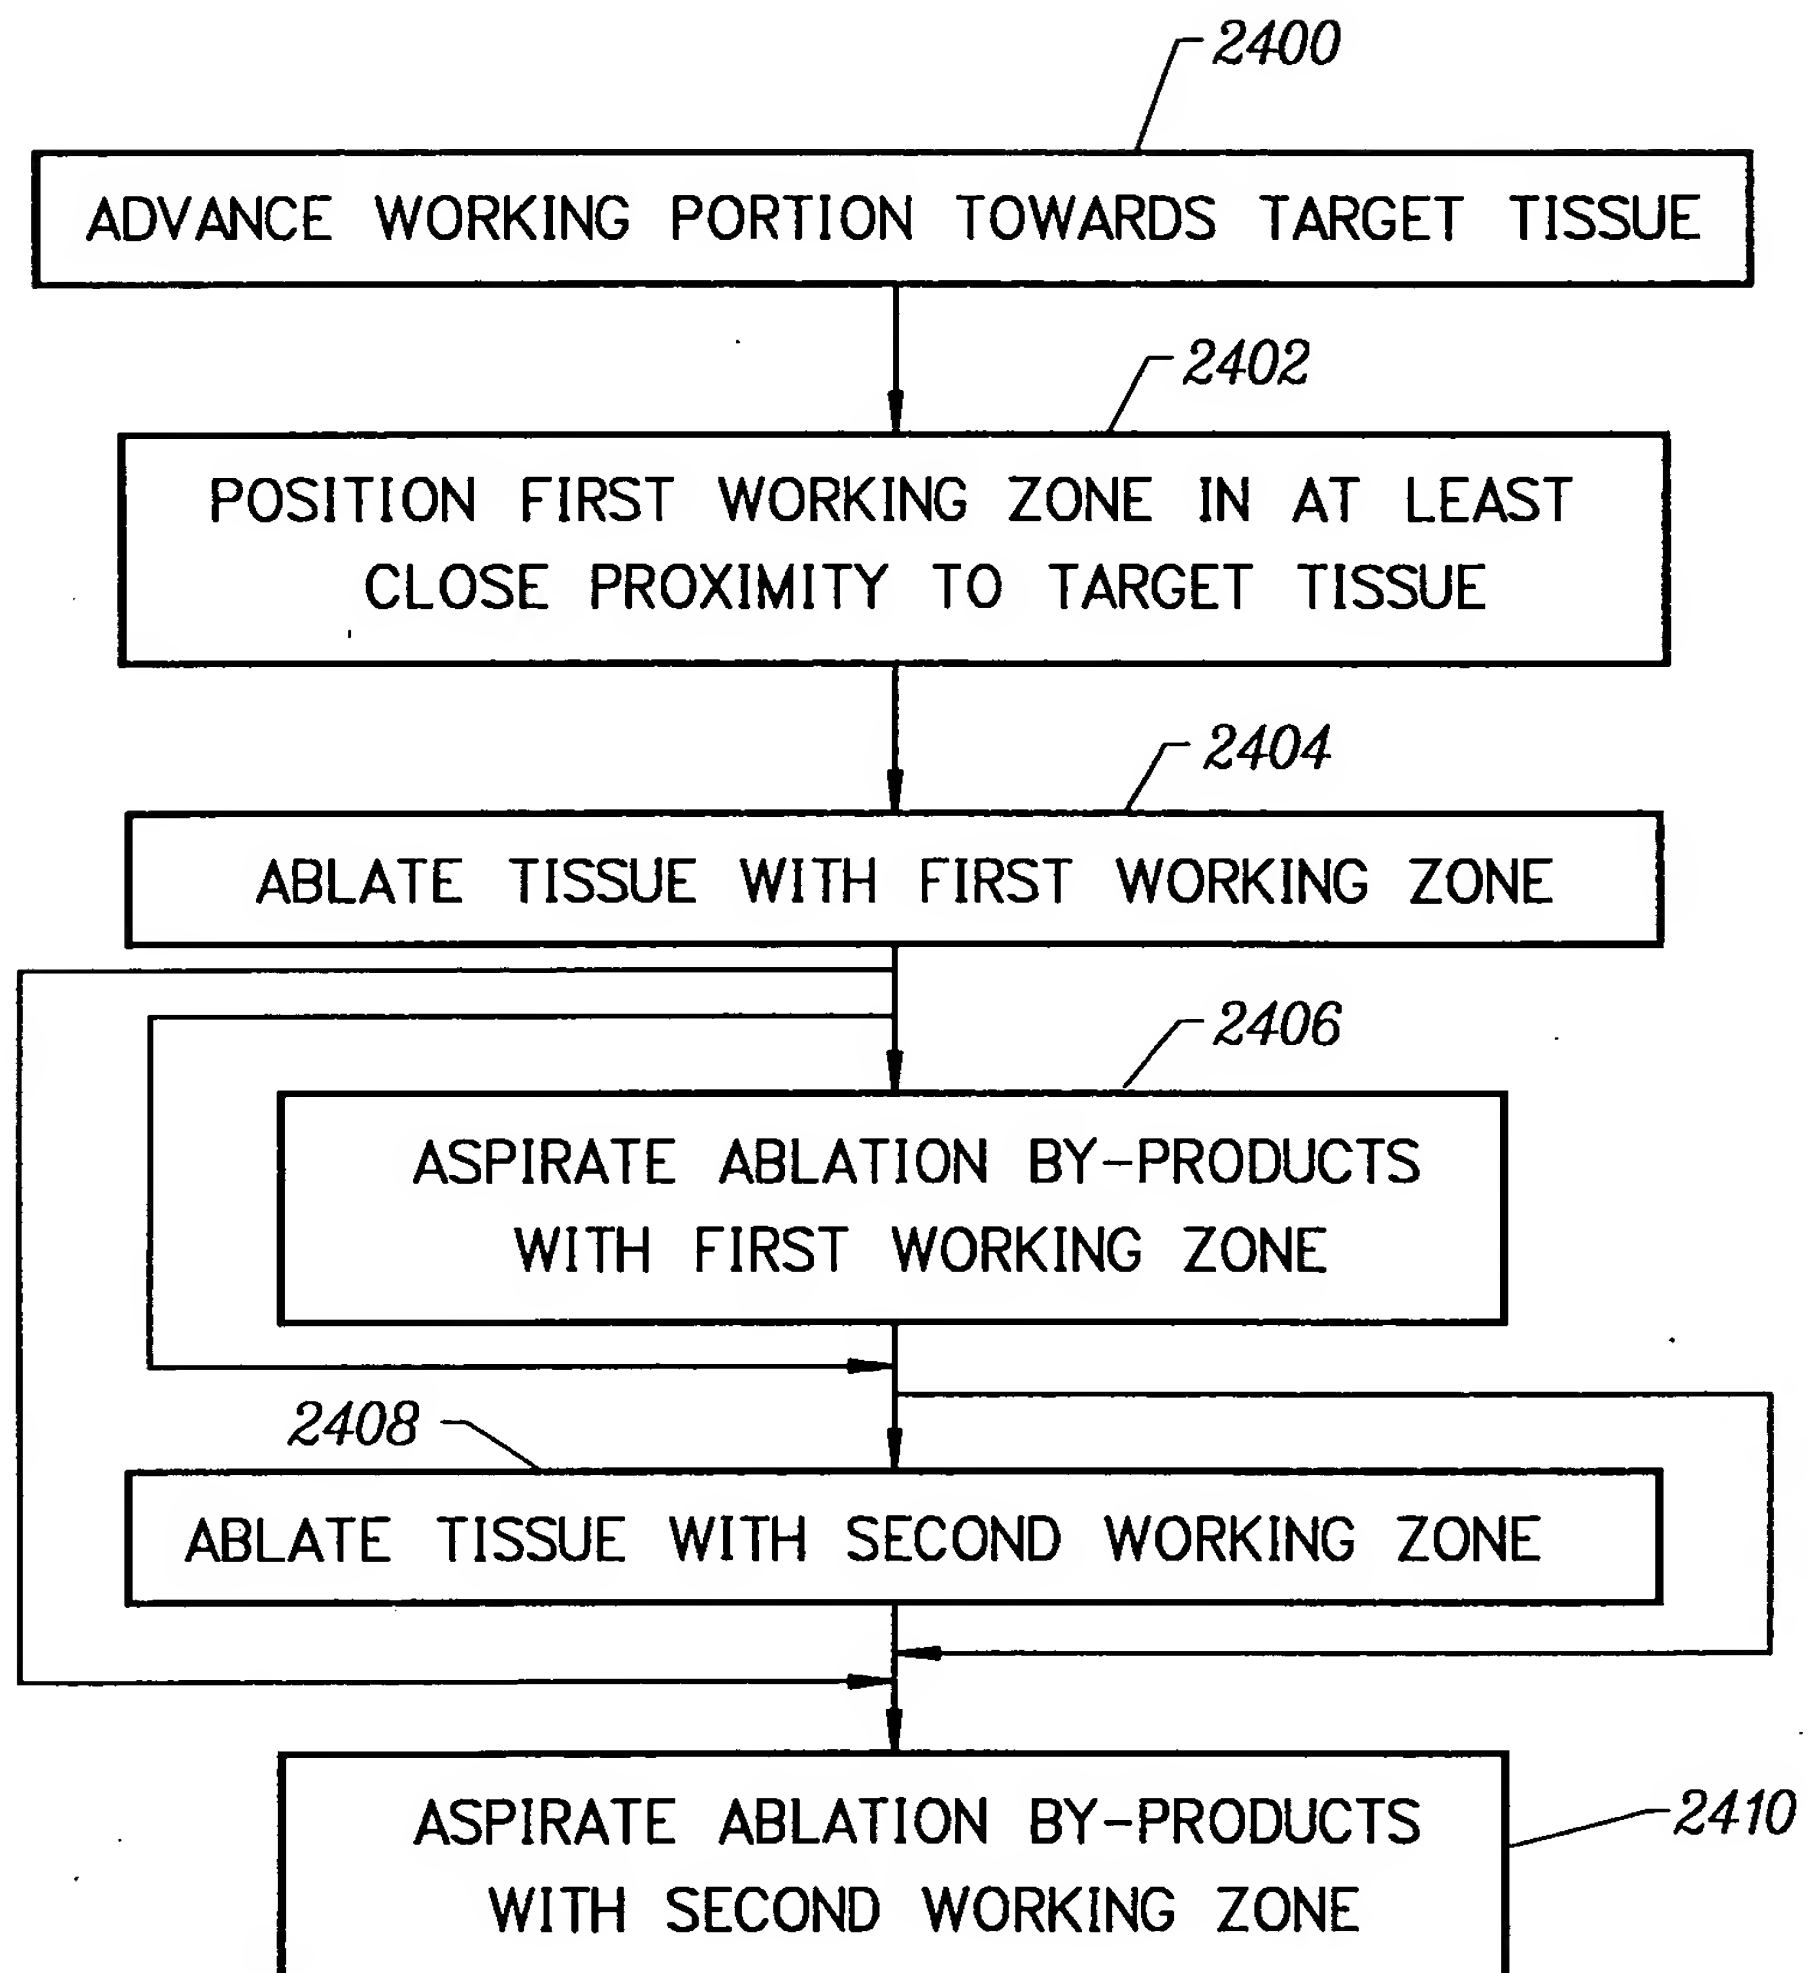 2400
ADVANCE WORKING PORTION TOWARDS TARGET TISSUE
2402
POSITION FIRST WORKING ZONE IN AT LEAST
CLOSE PROXIMITY TO TARGET TISSUE
2404
ABLATE TISSUE WITH FIRST WORKING ZONE
2406
ASPIRATE ABLATION BY-PRODUCTS
WITH FIRST WORKING ZONE
2408
ABLATE TISSUE WITH SECOND WORKING ZONE
2410
ASPIRATE ABLATION BY-PRODUCTS
WITH SECOND WORKING ZONE